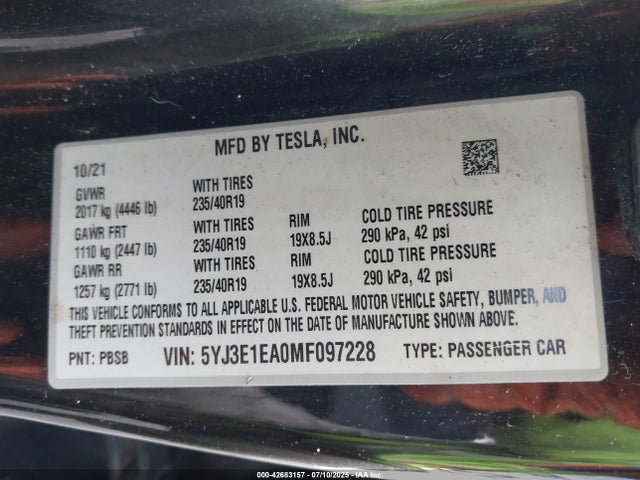 MFD BY TESLA, INC.
10/21
GVWR WITH TIRES
2017 kg (4446 lb) 235/40R19
GAWR FRT WITH TIRES RIM COLD TIRE PRESSURE
1110 kg (2447 lb) 235/40R19 19X8.5J 290 kPa, 42 psi
GAWR RR WITH TIRES RIM COLD TIRE PRESSURE
1257 kg (2771 lb) 235/40R19 19X8.5J 290 kPa, 42 psi
THIS VEHICLE CONFORMS TO ALL APPLICABLE U.S. FEDERAL MOTOR VEHICLE SAFETY, BUMPER, AND
THEFT PREVENTION STANDARDS IN EFFECT ON THE DATE OF MANUFACTURE SHOWN ABOVE.
PNT: PBSB VIN: 5YJ3E1EA0MF097228 TYPE: PASSENGER CAR
000-42683157 - 07/10/2025 - IAA Inc.